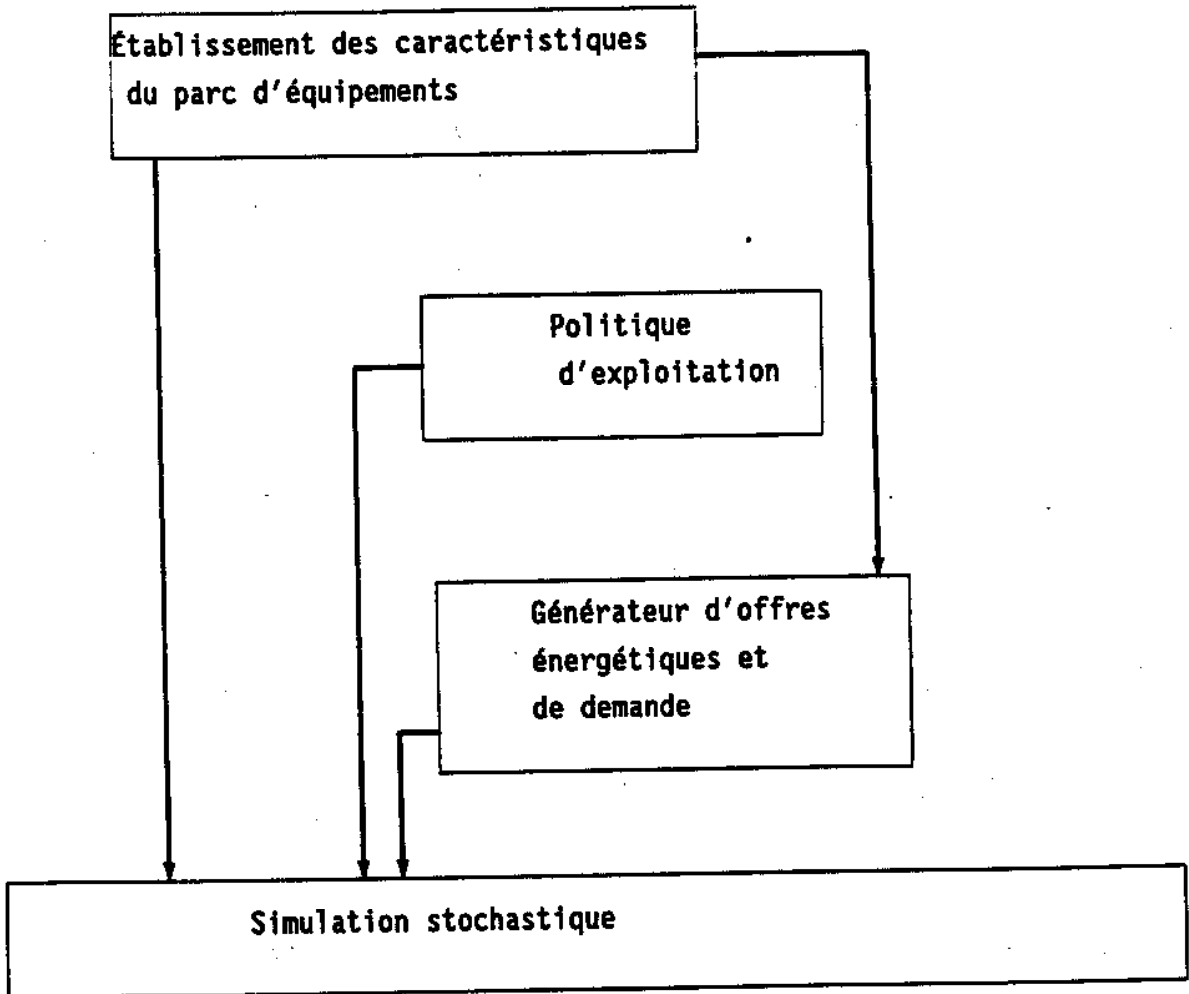 Établissement des caractéristiques
du parc d'équipements
Politique
d'exploitation
Générateur d'offres
énergétiques et
de demande
Simulation stochastique